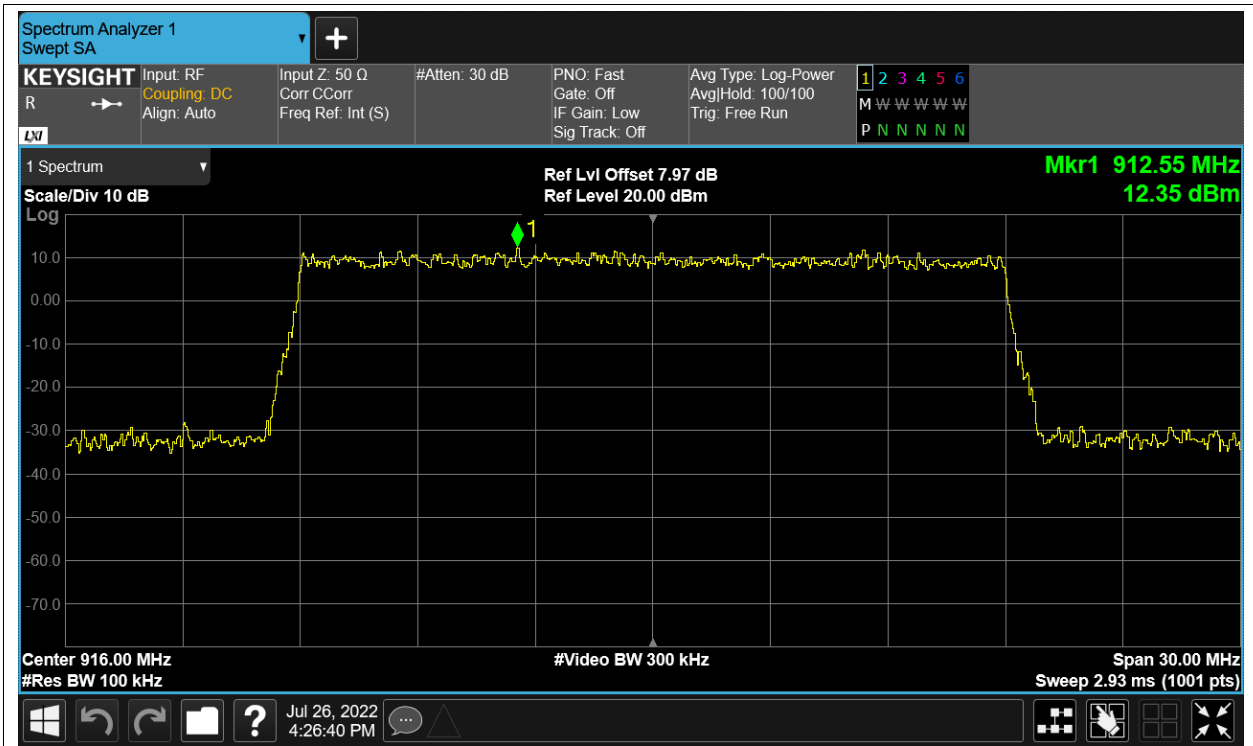 Spectrum Analyzer 1
Swept SA
KEYSIGHT
R
LXI
Input: RF
Coupling: DC
Align: Auto
Input Z: 50 Ω
Corr CCorr
Freq Ref: Int (S)
#Atten: 30 dB
PNO: Fast
Gate: Off
IF Gain: Low
Sig Track: Off
Avg Type: Log-Power
Avg|Hold: 100/100
Trig: Free Run
1 2 3 4 5 6
M W W W W W
P N N N N N
1 Spectrum
Scale/Div 10 dB
Log
Ref Lvl Offset 7.97 dB
Ref Level 20.00 dBm
Mkr1 912.55 MHz
12.35 dBm
1
10.0
0.00
-10.0
-20.0
-30.0
-40.0
-50.0
-60.0
-70.0
Center 916.00 MHz
#Video BW 300 kHz
Span 30.00 MHz
#Res BW 100 kHz
Sweep 2.93 ms (1001 pts)
?
Jul 26, 2022
4:26:40 PM